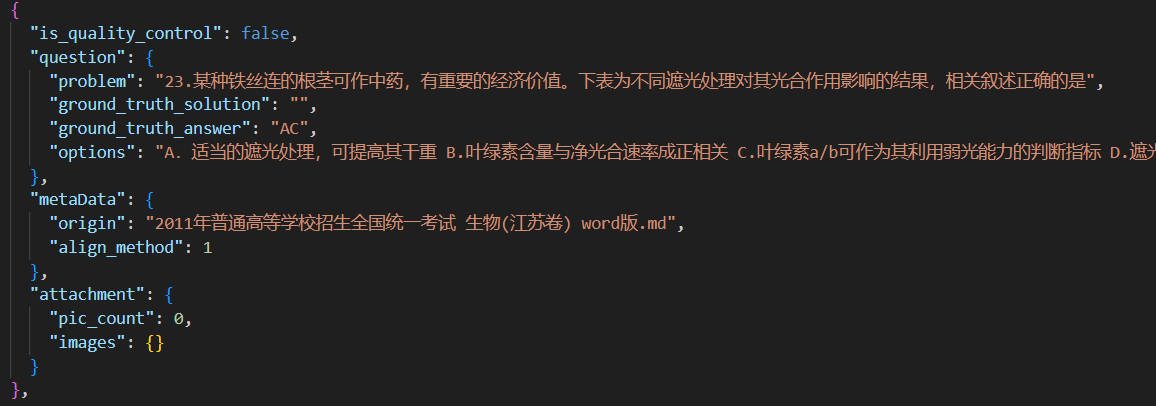 {
"is_quality_control": false,
"question": {
"problem": "23.某种铁丝连的根茎可作中药，有重要的经济价值。下表为不同遮光处理对其光合作用影响的结果，相关叙述正确的是",
"ground_truth_solution": "",
"ground_truth_answer": "AC",
"options": "A. 适当的遮光处理，可提高其干重 B.叶绿素含量与净光合速率成正相关 C.叶绿素a/b可作为其利用弱光能力的判断指标 D.遮光
},
"metaData": {
"origin": "2011年普通高等学校招生全国统一考试 生物(江苏卷) word版.md",
"align_method": 1
},
"attachment": {
"pic_count": 0,
"images": {}
}
},